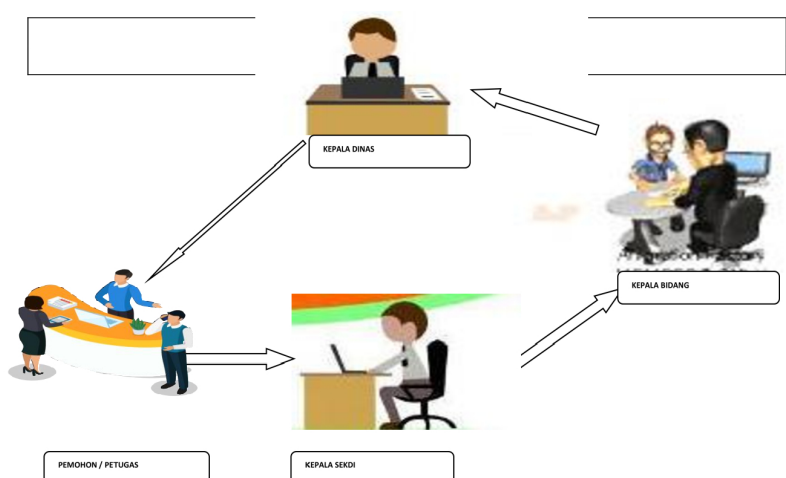 KEPALA DINAS
KEPALA BIDANG
PEMOHON / PETUGAS
KEPALA SEKDI